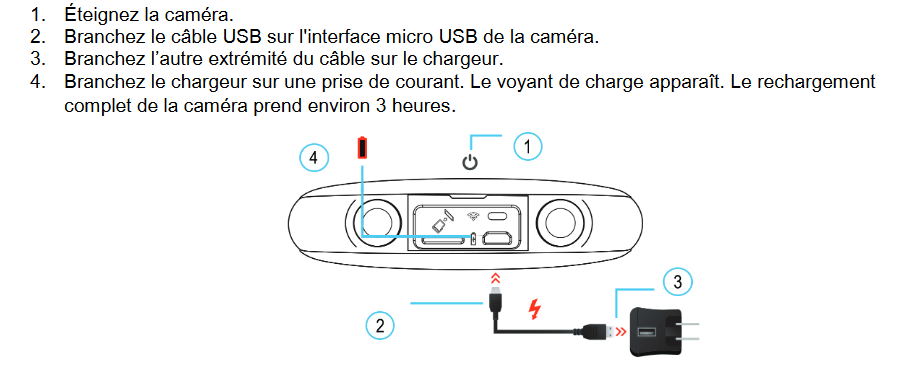 1. Éteignez la caméra.
2. Branchez le câble USB sur l'interface micro USB de la caméra.
3. Branchez l’autre extrémité du câble sur le chargeur.
4. Branchez le chargeur sur une prise de courant. Le voyant de charge apparaît. Le rechargement
complet de la caméra prend environ 3 heures.
1
4
3
2